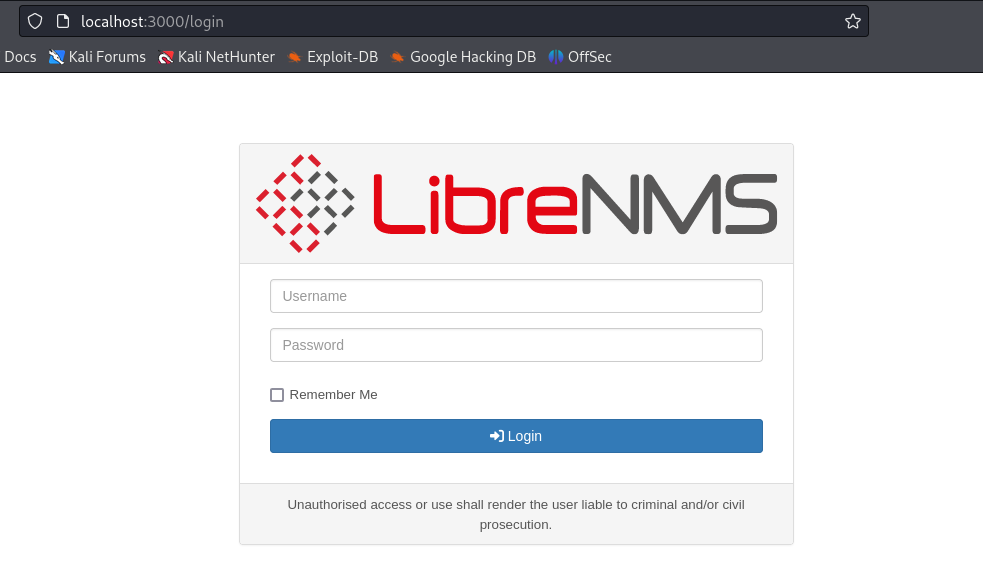 localhost:3000/login
Docs Kali Forums Kali NetHunter Exploit-DB Google Hacking DB OffSec
LibreNMS
Username
Password
Remember Me
Login
Unauthorised access or use shall render the user liable to criminal and/or civil
prosecution.